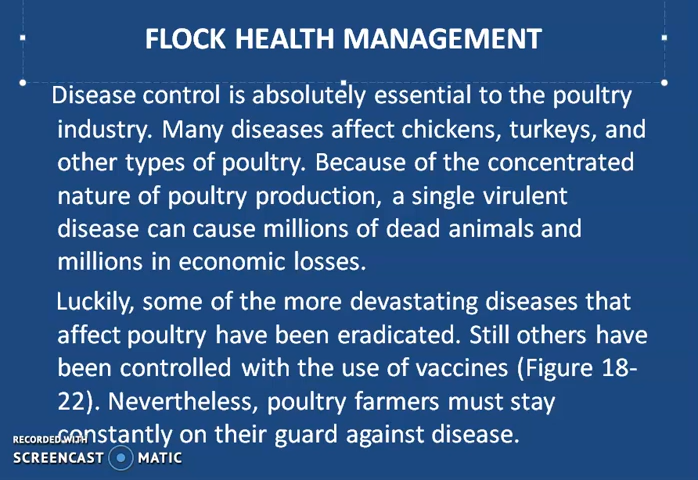 FLOCK HEALTH MANAGEMENT
Disease control is absolutely essential to the poultry
industry. Many diseases affect chickens, turkeys, and
other types of poultry. Because of the concentrated
nature of poultry production, a single virulent
disease can cause millions of dead animals and
millions in economic losses.
Luckily, some of the more devastating diseases that
affect poultry have been eradicated. Still others have
been controlled with the use of vaccines (Figure 18-
22). Nevertheless, poultry farmers must stay
constantly on their guard against disease.
RECORDED WITH
SCREENCAST MATIC